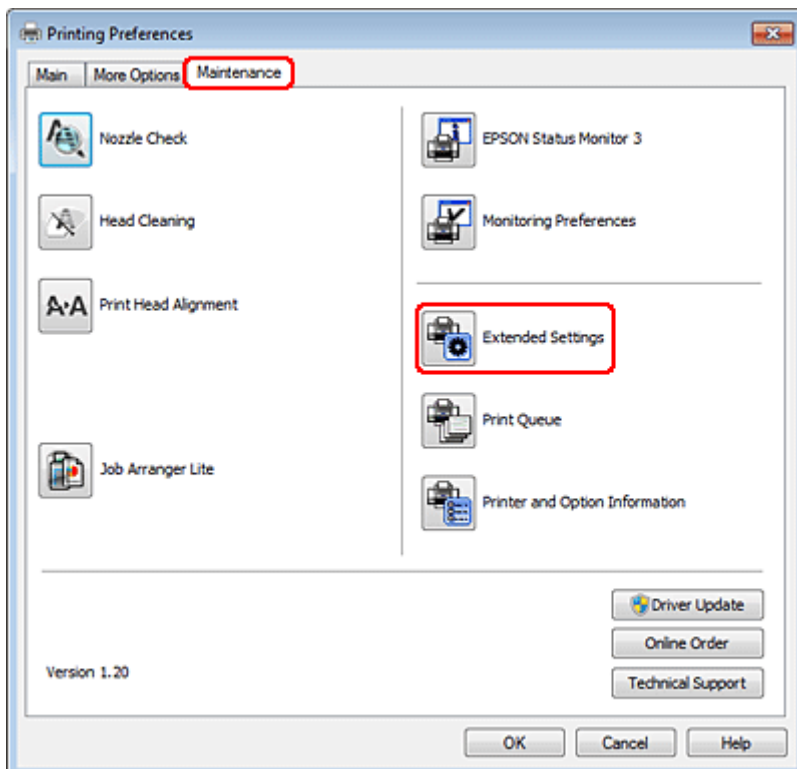 Printing Preferences
Main More Options Maintenance
Nozzle Check
Head Cleaning
A-A Print Head Alignment
Job Arranger Lite
EPSON Status Monitor 3
Monitoring Preferences
Extended Settings
Print Queue
Printer and Option Information
Version 1.20
Driver Update
Online Order
Technical Support
OK Cancel Help